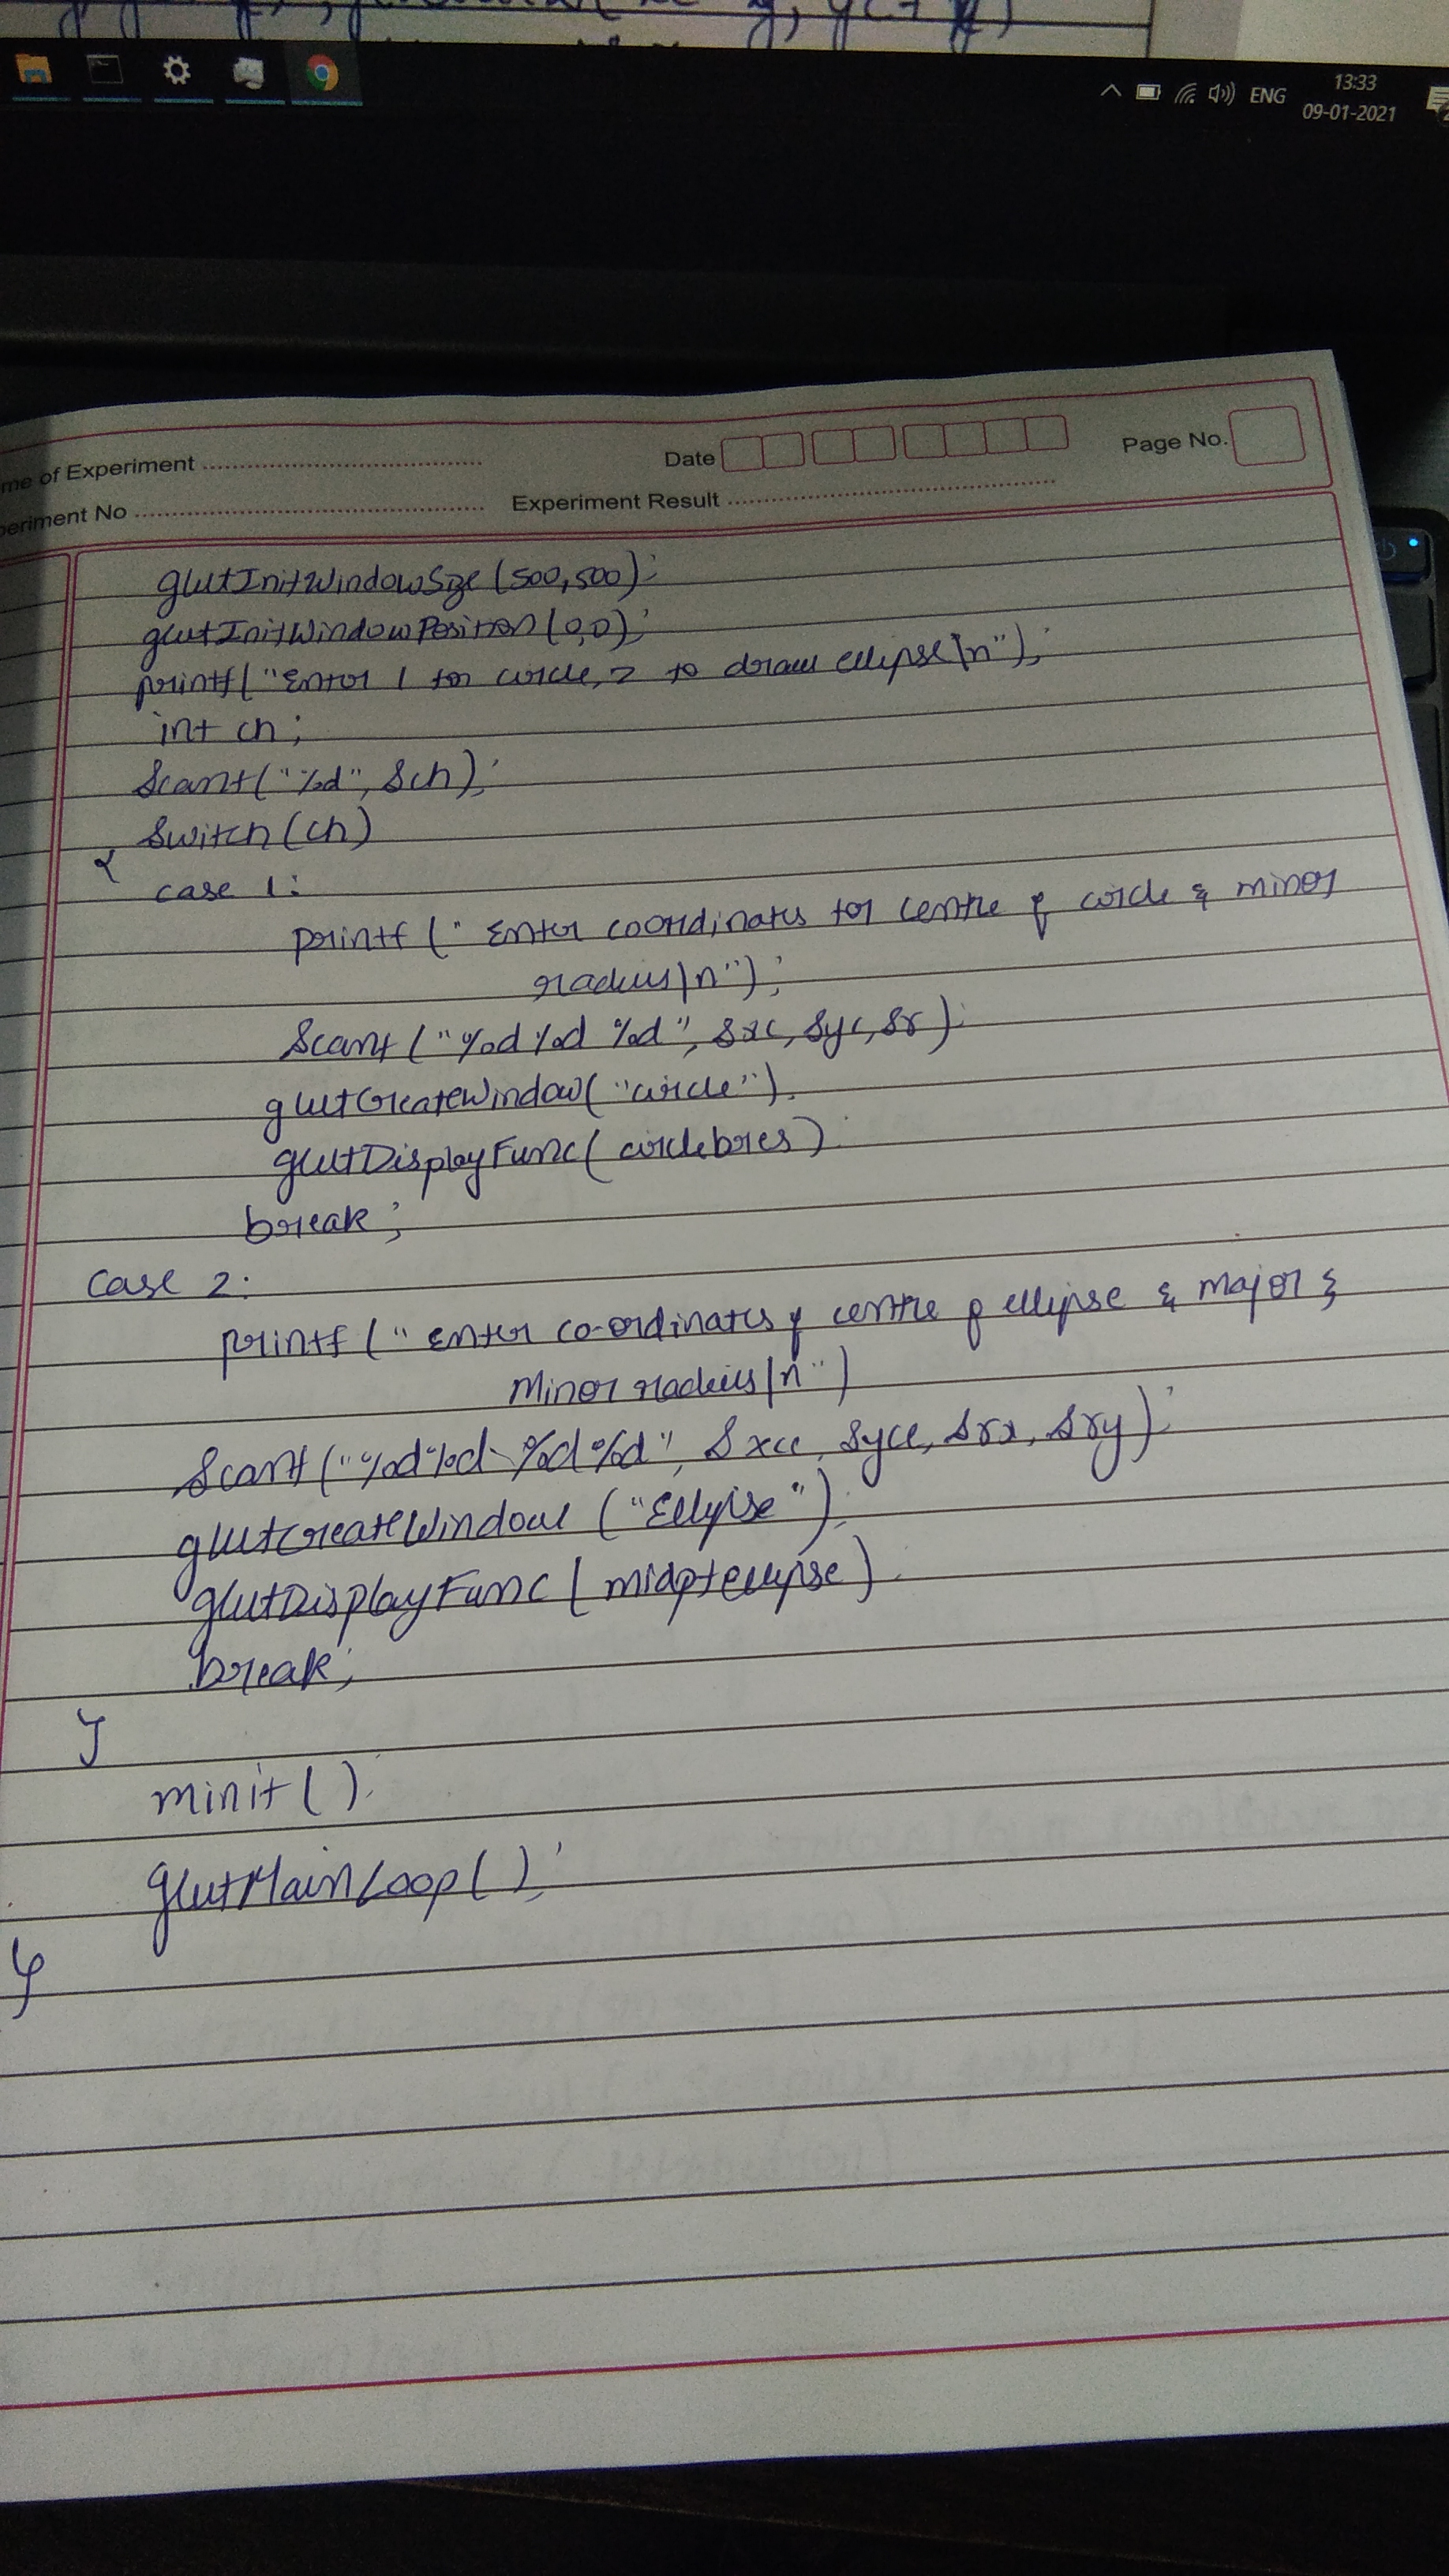 13:33
ENG
09-01-2021
me of Experiment
Date
Page No.
periment No
Experiment Result
glutInitWindowSize (500,500);
glutInitWindowPosition (0,0);
printf("Enter 1 for circle, 2 to draw ellipse\n");
int ch;
Scanf("%d", &ch);
Switch (ch)
{
case 1:
printf (" Enter coordinates for centre of circle & minor
radius\n");
Scanf ("%d %d %d", &xc, &yc, &r);
glutCreateWindow("circle");
glutDisplayFunc( circlebres);
break;
Case 2:
printf (" Enter co-ordinates of centre of ellipse & major &
Minor radius\n")
Scanf ("%d%d %d%d", &xce, &yce, &rx, &ry);
glutCreateWindow ("Ellipse");
glutDisplayFunc ( midptellipse);
break;
}
minit ( );
glutMainLoop ( );
}